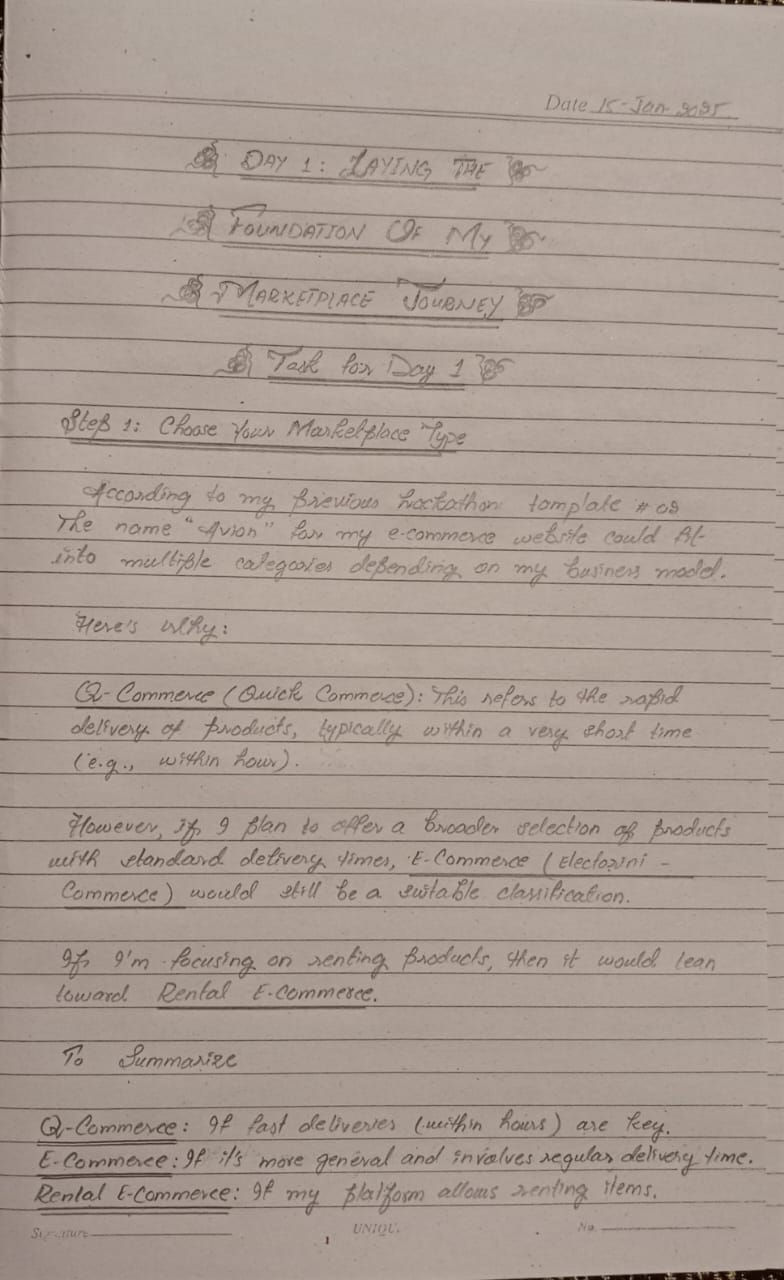 Date 15-Jan 2025
DAY 1: LAYING THE
FOUNDATION OF MY
MARKETPLACE JOURNEY
Task for Day 1
Step 1: Choose Your Marketplace Type
According to my previous hackathon tamplate # 08
The name "Avion" for my e-commerce website could fit
into multiple categories depending on my business model.
Here's why:
Q-Commerce (Quick Commerce): This refers to the rapid
delivery of products, typically within a very short time
(e.g., within hour).
However, if I plan to offer a broader selection of products
with standard delivery times, E-Commerce (Electorini -
Commerce) would still be a suitable classification.
If I'm focusing on renting products, then it would lean
toward Rental E-Commerce.
To Summarize
Q-Commerce: If fast deliveries (within hours) are key.
E-Commerce: If it's more general and involves regular delivery time.
Rental E-Commerce: If my platform allows renting items.
Signature UNIQUE No.
1